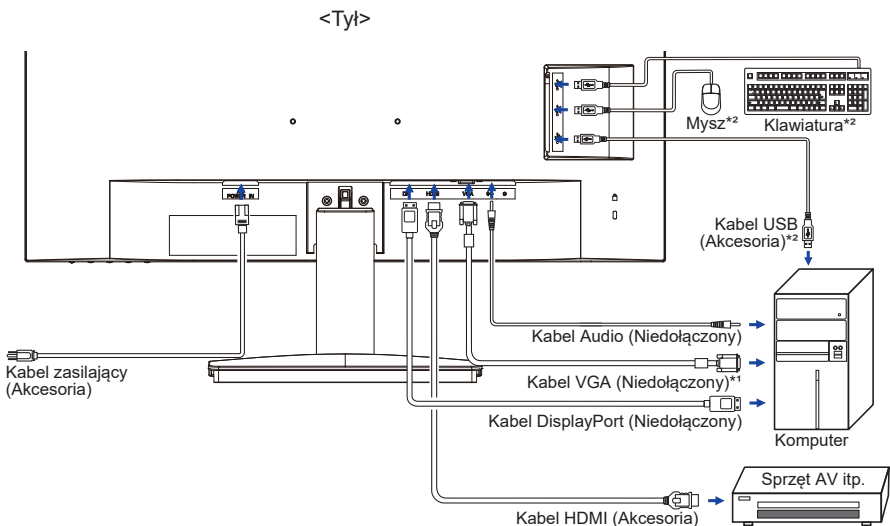 <Tył>
Mysz*²
Klawiatura*²
POWER IN
HDMI
VGA
Kabel USB
(Akcesoria)*²
Kabel Audio (Niedołączony)
Kabel zasilający
(Akcesoria)
Kabel VGA (Niedołączony)*¹
Kabel DisplayPort (Niedołączony)
Komputer
Sprzęt AV itp.
Kabel HDMI (Akcesoria)